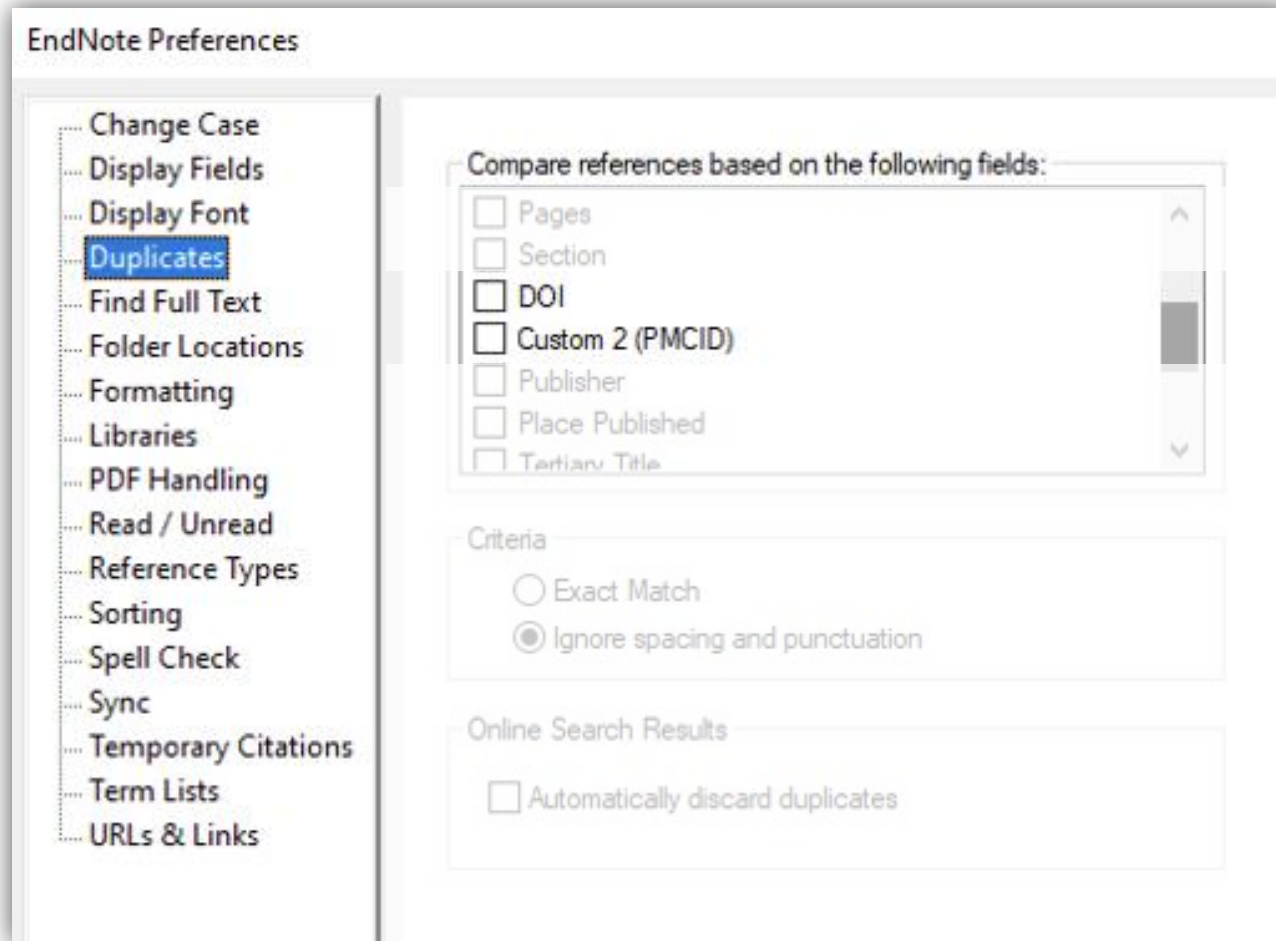 EndNote Preferences
Change Case
Display Fields
Display Font
Duplicates
Find Full Text
Folder Locations
Formatting
Libraries
PDF Handling
Read / Unread
Reference Types
Sorting
Spell Check
Sync
Temporary Citations
Term Lists
URLs & Links
Compare references based on the following fields:
Pages
Section
DOI
Custom 2 (PMCID)
Publisher
Place Published
Tertiary Title
Criteria
Exact Match
Ignore spacing and punctuation
Online Search Results
Automatically discard duplicates